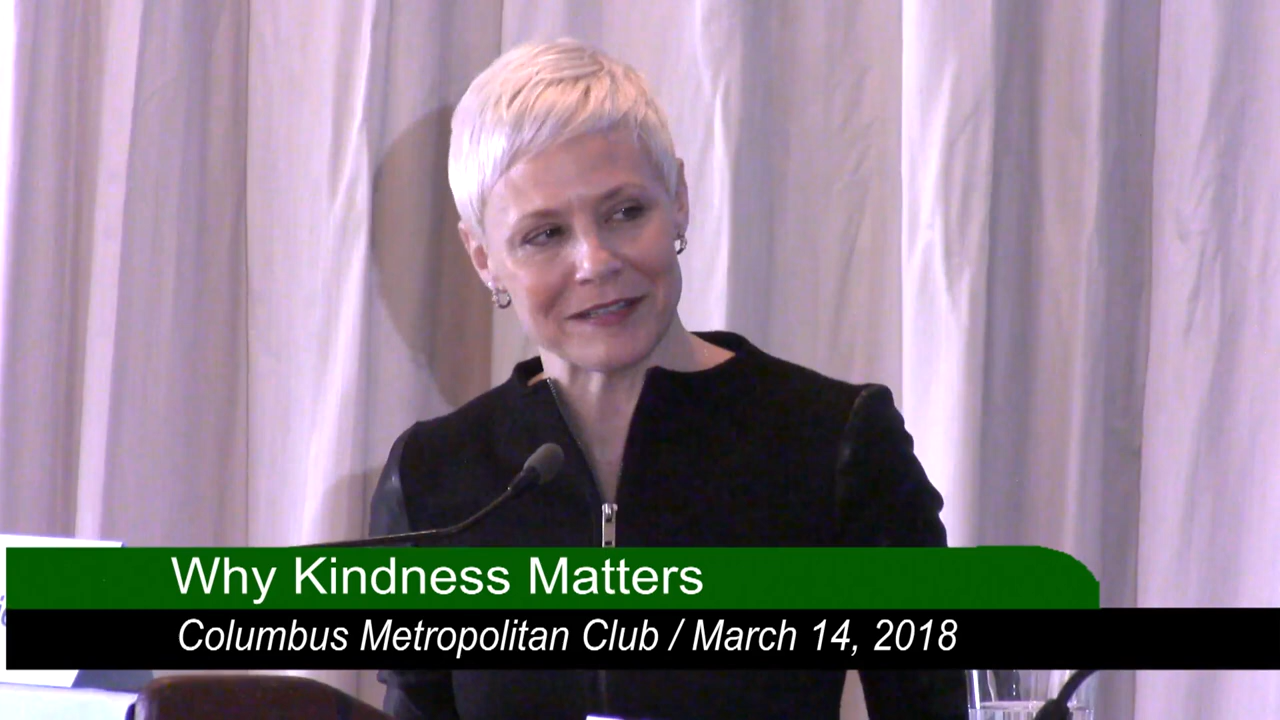 Why Kindness Matters
Columbus Metropolitan Club / March 14, 2018